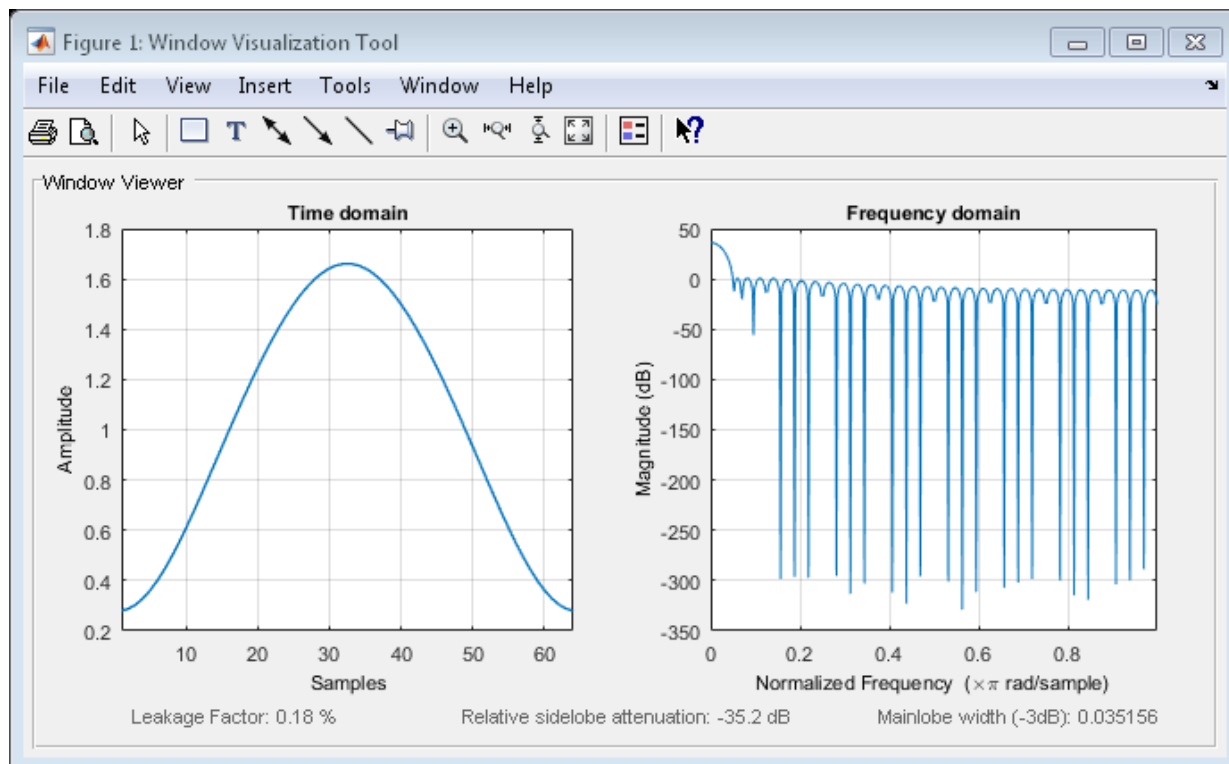 Figure 1: Window Visualization Tool
File Edit View Insert Tools Window Help
T
?
Window Viewer
Time domain
1.8
1.6
1.4
1.2
1
0.8
0.6
0.4
0.2
Amplitude
10 20 30 40 50 60
Samples
Frequency domain
50
0
-50
-100
-150
-200
-250
-300
-350
Magnitude (dB)
0 0.2 0.4 0.6 0.8
Normalized Frequency (×π rad/sample)
Leakage Factor: 0.18 % Relative sidelobe attenuation: -35.2 dB Mainlobe width (-3dB): 0.035156